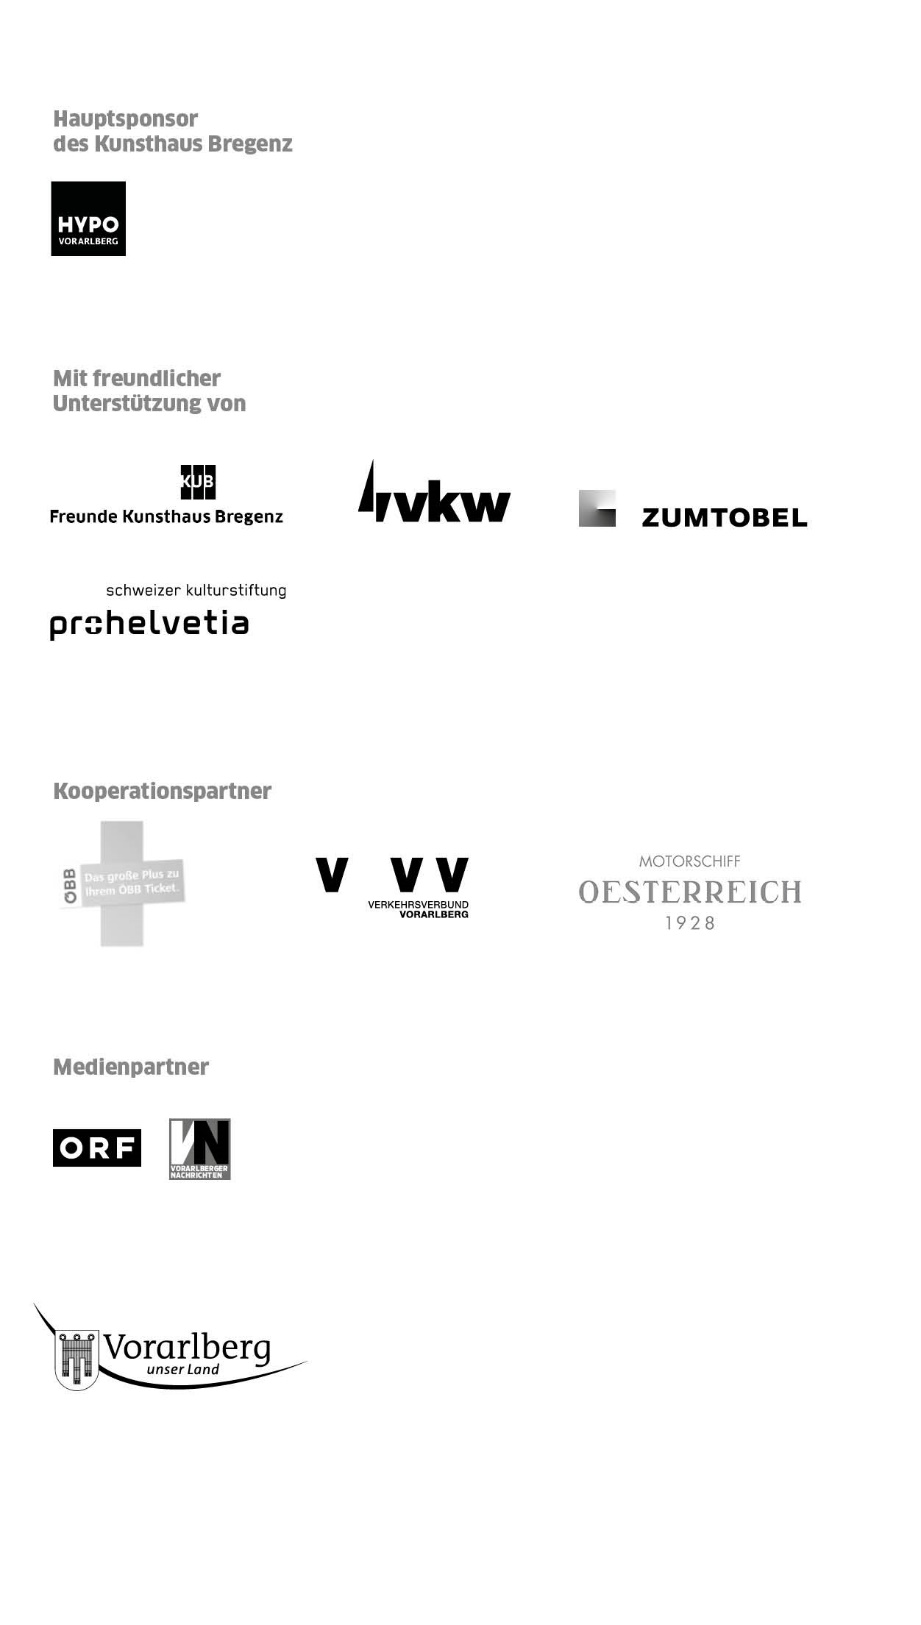 Hauptsponsor
des Kunsthaus Bregenz
HYPO
VORARLBERG
Mit freundlicher
Unterstützung von
KUB
Freunde Kunsthaus Bregenz
vkw
ZUMTOBEL
schweizer kulturstiftung
prohelvetia
Kooperationspartner
ÖBB
Das große Plus zu
Ihrem ÖBB Ticket.
V VV
VERKEHRSVERBUND
VORARLBERG
MOTORSCHIFF
OESTERREICH
1928
Medienpartner
ORF
VN
VORARLBERGER
NACHRICHTEN
Vorarlberg
unser Land